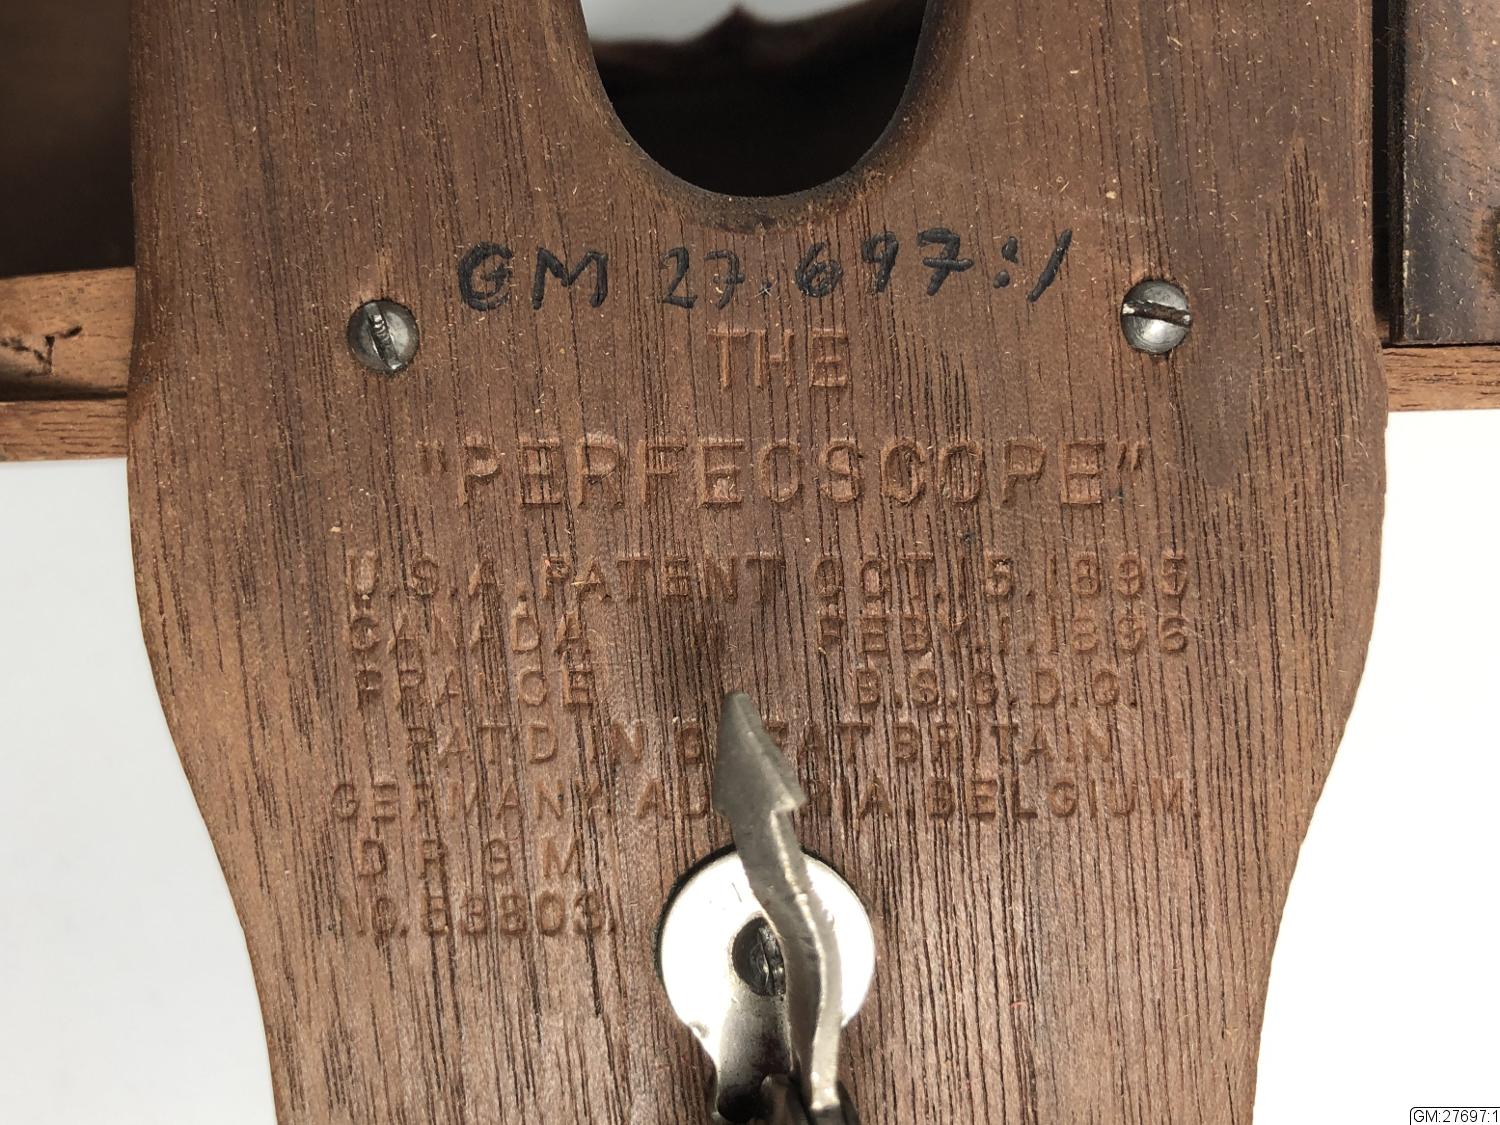 GM 27.697:1
THE
"PERFECSCOPE"
U.S.A. PATENT OCT. 15. 1895
CANADA FEBY. 1. 1896
FRANCE B.S.G.D.G.
PAT'D IN GREAT BRITAIN
GERMANY. AUSTRIA. BELGIUM.
D.R.G.M.
GM:27697:1